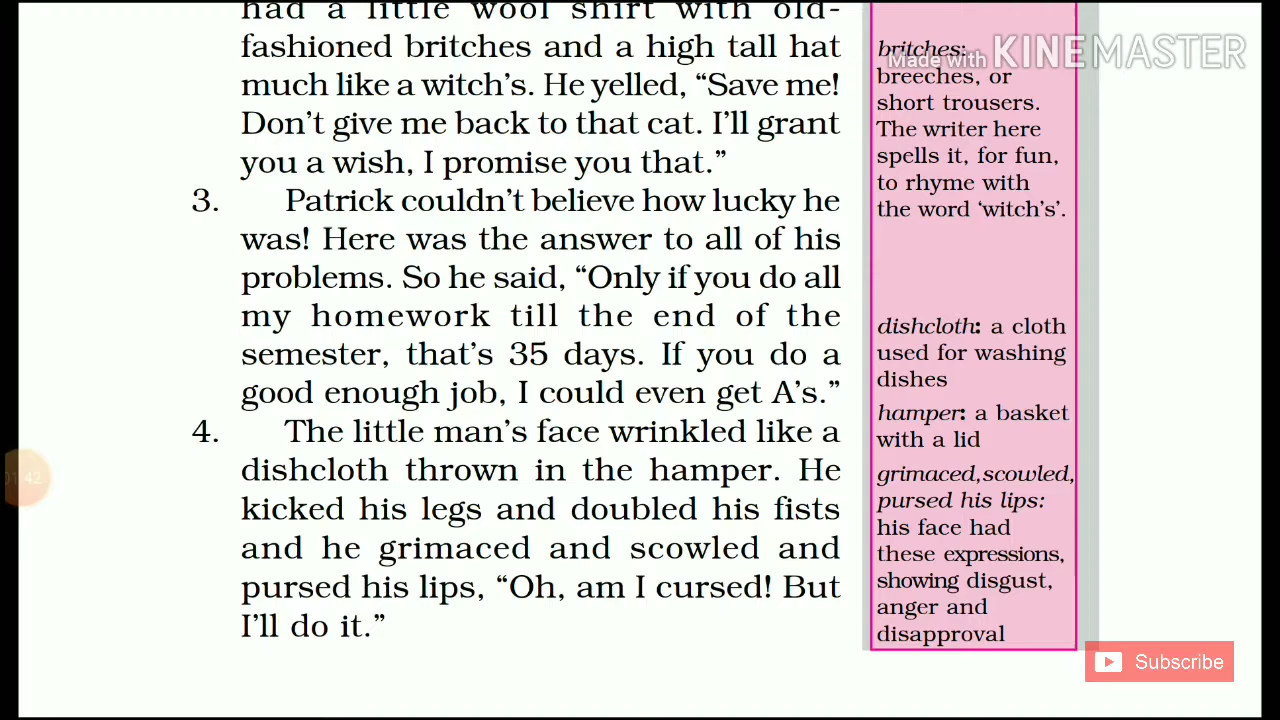 had a little wool shirt with old-
fashioned britches and a high tall hat
much like a witch's. He yelled, “Save me!
Don't give me back to that cat. I'll grant
you a wish, I promise you that.”
3. Patrick couldn't believe how lucky he
was! Here was the answer to all of his
problems. So he said, “Only if you do all
my homework till the end of the
semester, that's 35 days. If you do a
good enough job, I could even get A's.”
4. The little man's face wrinkled like a
dishcloth thrown in the hamper. He
kicked his legs and doubled his fists
and he grimaced and scowled and
pursed his lips, “Oh, am I cursed! But
I'll do it.”
britches:
breeches, or
short trousers.
The writer here
spells it, for fun,
to rhyme with
the word ‘witch's’.
dishcloth: a cloth
used for washing
dishes
hamper: a basket
with a lid
grimaced, scowled,
pursed his lips:
his face had
these expressions,
showing disgust,
anger and
disapproval
Made with KINEMASTER
01:42
Subscribe